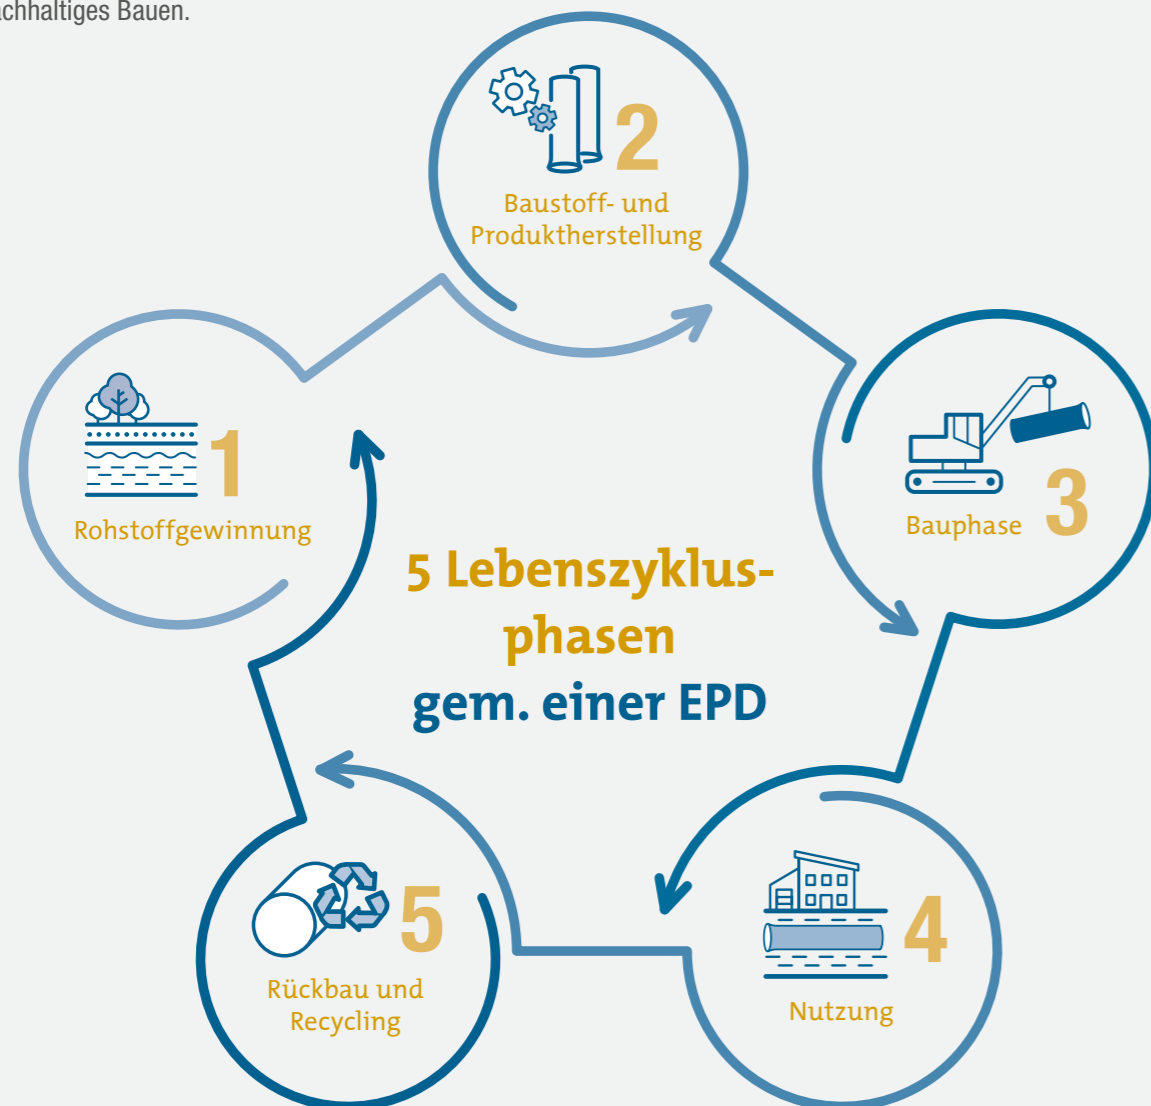 nachhaltiges Bauen.
2
Baustoff- und
Produktherstellung
1
Rohstoffgewinnung
3
Bauphase
5 Lebenszyklus-
phasen
gem. einer EPD
5
Rückbau und
Recycling
4
Nutzung